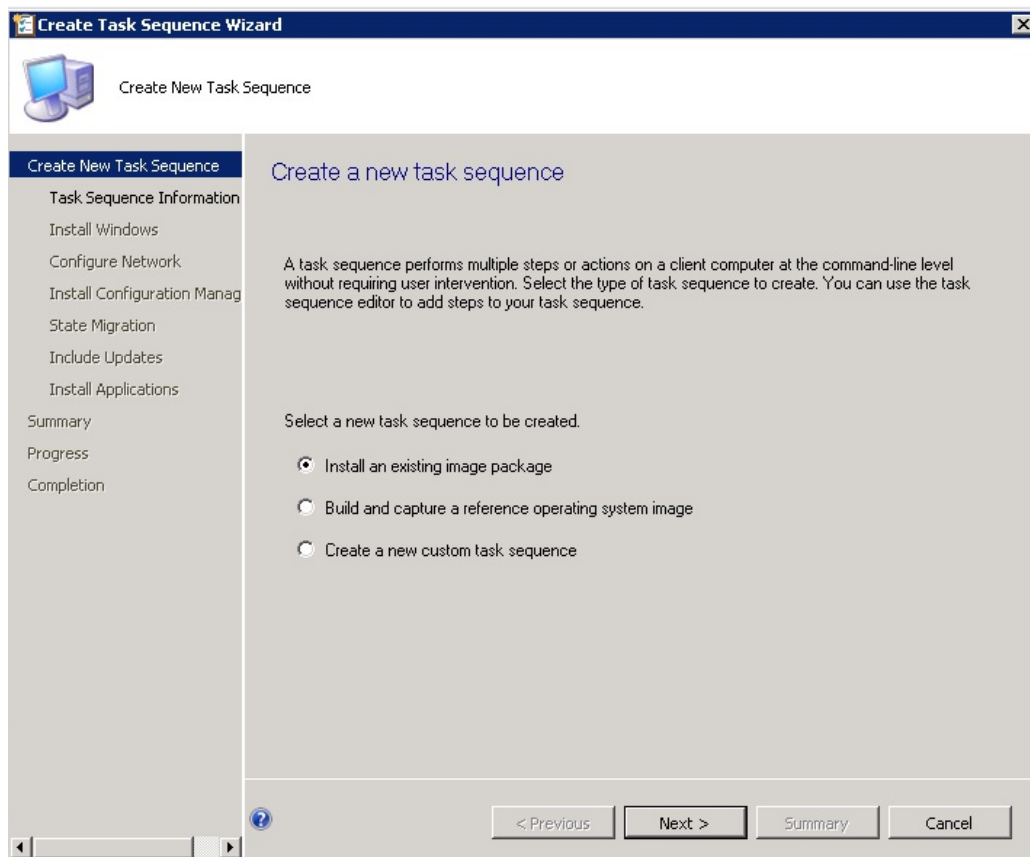 Create Task Sequence Wizard
Create New Task Sequence
Create New Task Sequence
Task Sequence Information
Install Windows
Configure Network
Install Configuration Manag
State Migration
Include Updates
Install Applications
Summary
Progress
Completion
Create a new task sequence
A task sequence performs multiple steps or actions on a client computer at the command-line level
without requiring user intervention. Select the type of task sequence to create. You can use the task
sequence editor to add steps to your task sequence.
Select a new task sequence to be created.
Install an existing image package
Build and capture a reference operating system image
Create a new custom task sequence
< Previous
Next >
Summary
Cancel